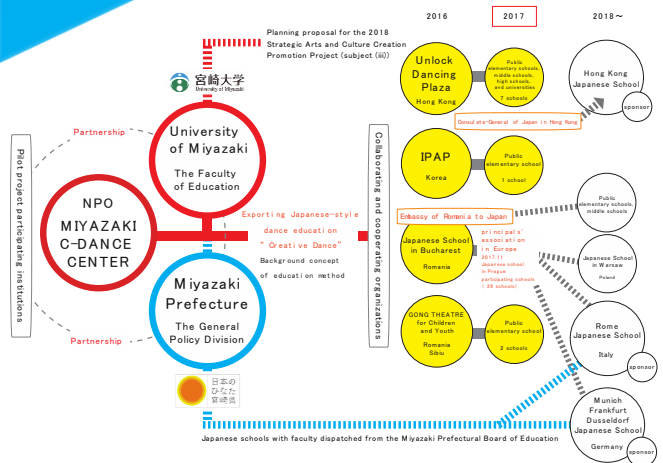 Planning proposal for the 2018
Strategic Arts and Culture Creation
Promotion Project (subject (iii))
宮崎大学
University of Miyazaki
Pilot project participating institutions
Partnership
University
of Miyazaki
The Faculty
of Education
NPO
MIYAZAKI
C-DANCE
CENTER
Miyazaki
Prefecture
The General
Policy Division
Partnership
日本の
ひなた
宮崎県
Exporting Japanese-style
dance education
" Creative Dance"
Background concept
of education method
Collaborating and cooperating organizations
2016
2017
2018〜
Unlock
Dancing
Plaza
Hong Kong
Public
elementary schools,
middle schools,
high schools,
and universities
7 schools
Hong Kong
Japanese School
sponsor
Consulate-General of Japan in Hong Kong
IPAP
Korea
Public
elementary school
1 school
Embassy of Romania to Japan
Japanese School
in Bucharest
Romania
principals'
association
in Europe
2017.11
Japanese school
in Prague
participating schools
( 26 schools)
Public
elementary schools,
middle schools
Japanese School
in Warsaw
Poland
GONG THEATRE
for Children
and Youth
Romania
Sibiu
Public
elementary school
2 schools
Rome
Japanese School
Italy
sponsor
Munich
Frankfurt
Dusseldorf
Japanese School
Germany
sponsor
Japanese schools with faculty dispatched from the Miyazaki Prefectural Board of Education